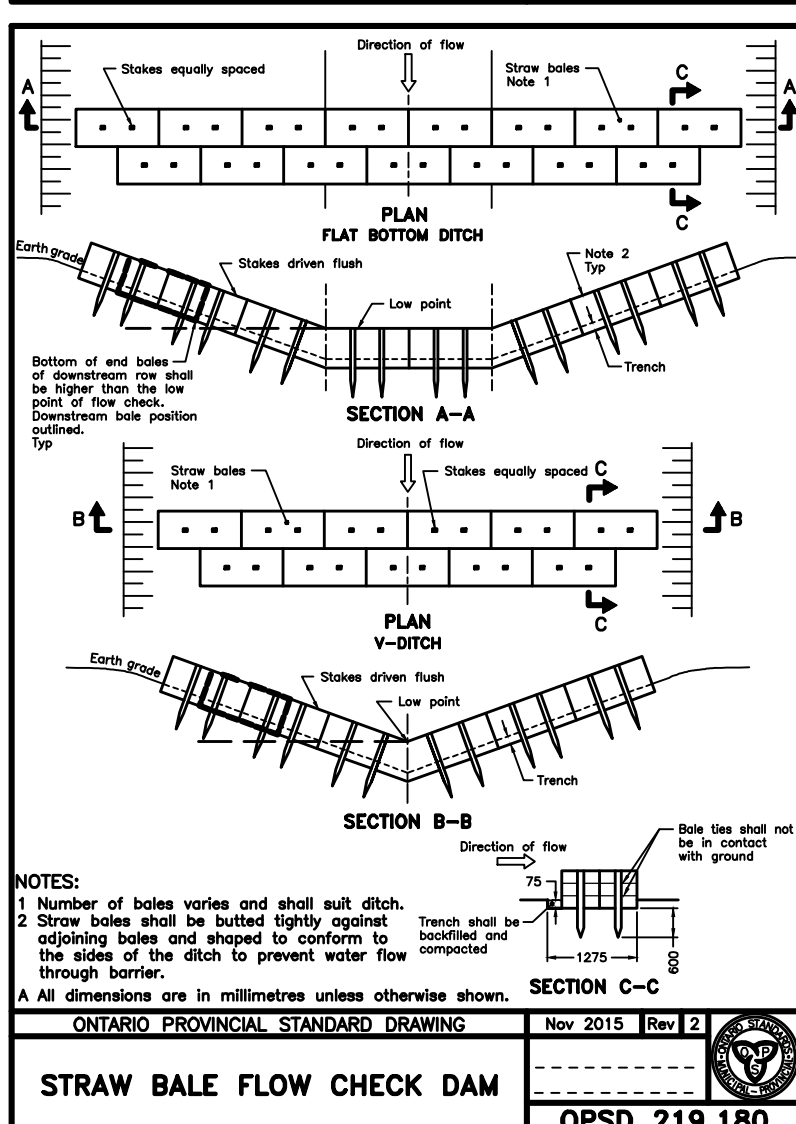 Direction of flow
Stakes equally spaced
Straw bales
Note 1
C
A
A
C
PLAN
FLAT BOTTOM DITCH
Earth grade
Stakes driven flush
Note 2
Typ
Low point
Trench
Bottom of end bales
of downstream row shall
be higher than the low
point of flow check.
Downstream bale position
outlined.
Typ
SECTION A-A
Direction of flow
Straw bales
Note 1
Stakes equally spaced
C
B
B
C
PLAN
V-DITCH
Earth grade
Stakes driven flush
Low point
Trench
SECTION B-B
Direction of flow
Bale ties shall not
be in contact
with ground
75
Trench shall be
backfilled and
compacted
1275
600
SECTION C-C
NOTES:
1 Number of bales varies and shall suit ditch.
2 Straw bales shall be butted tightly against
adjoining bales and shaped to conform to
the sides of the ditch to prevent water flow
through barrier.
A All dimensions are in millimetres unless otherwise shown.
ONTARIO PROVINCIAL STANDARD DRAWING
Nov 2015 Rev 2
STRAW BALE FLOW CHECK DAM
ONTARIO STANDARDS
MUNICIPAL-PROVINCIAL
O P S
OPSD 219.180